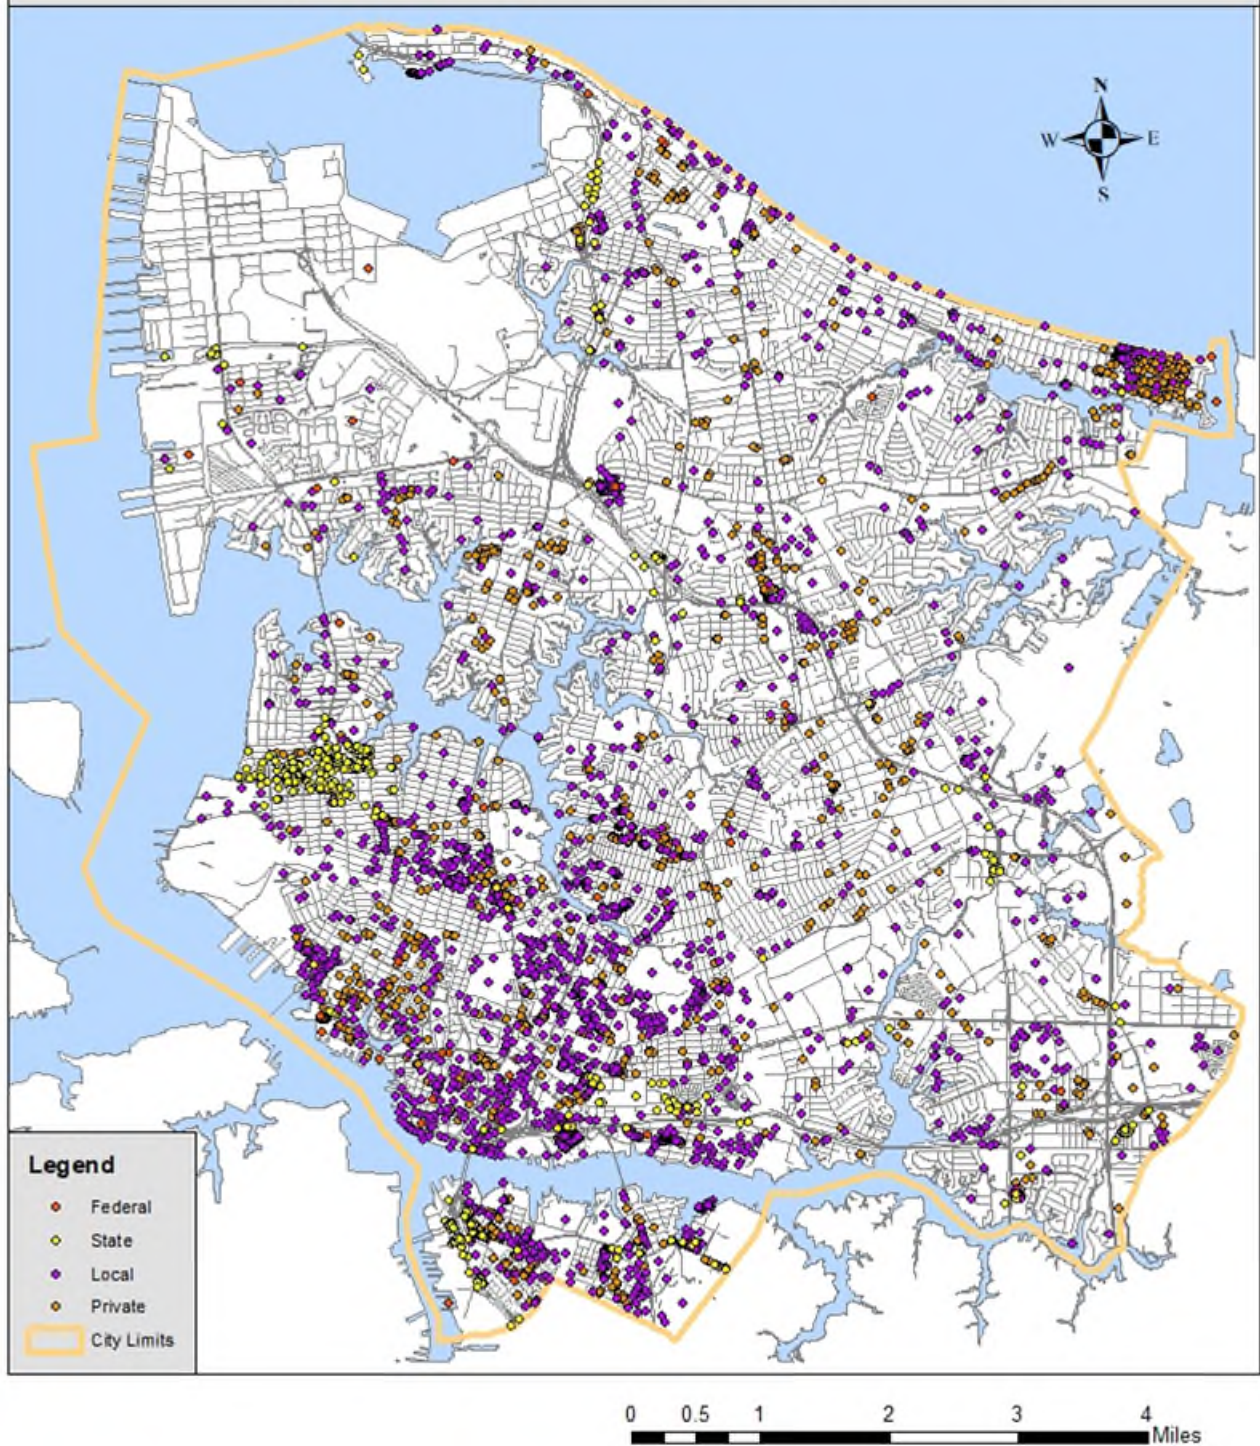 N
W E
S
Legend
Federal
State
Local
Private
City Limits
0 0.5 1 2 3 4
Miles